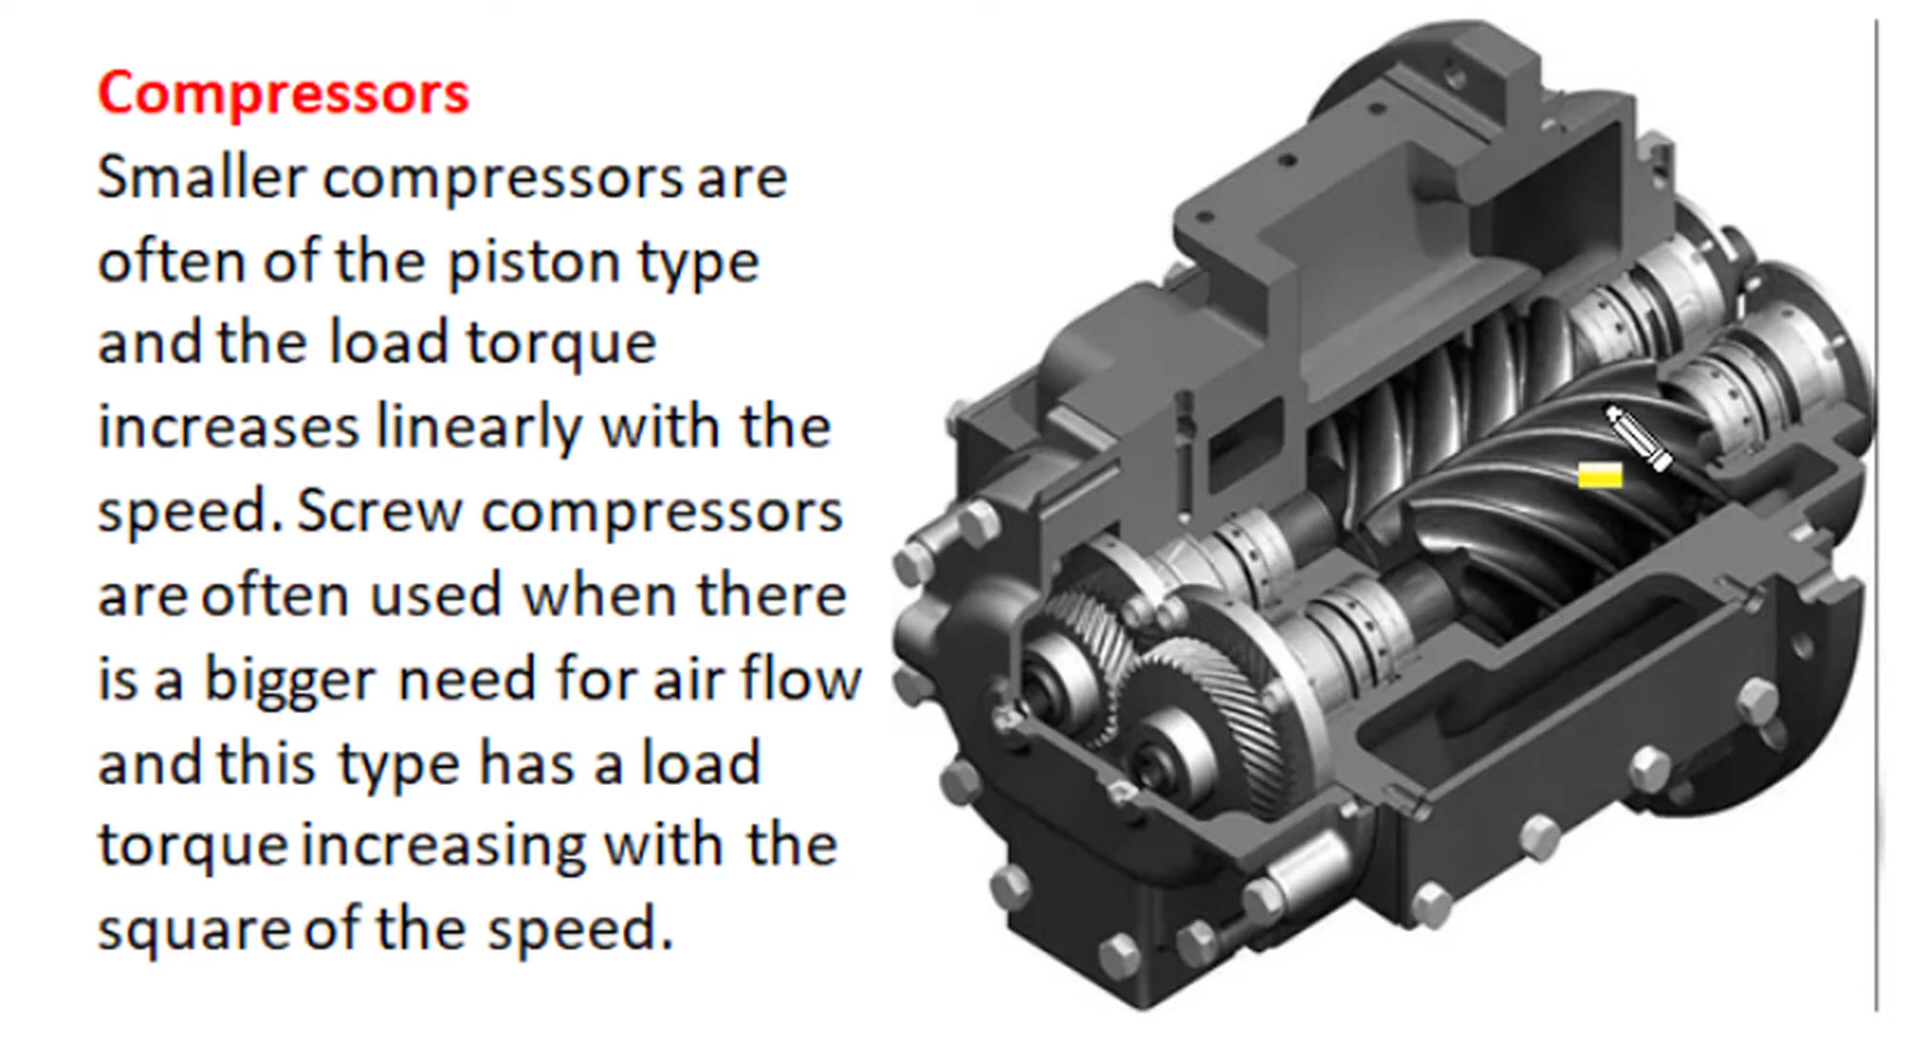 Compressors
Smaller compressors are
often of the piston type
and the load torque
increases linearly with the
speed. Screw compressors
are often used when there
is a bigger need for air flow
and this type has a load
torque increasing with the
square of the speed.